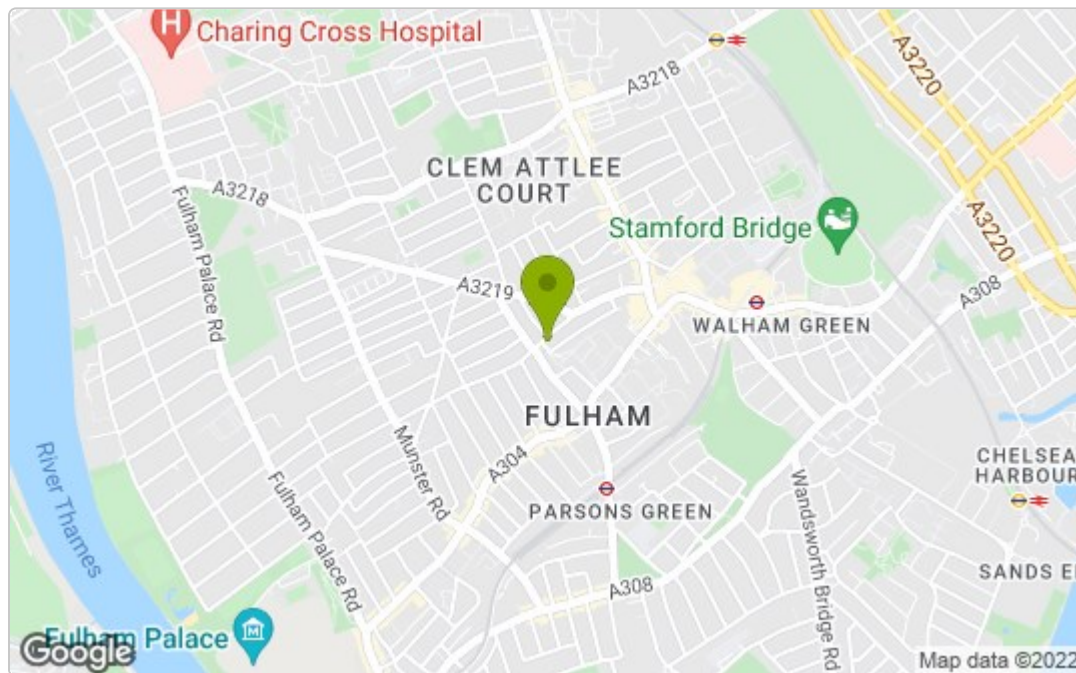 H
Charing Cross Hospital
A3218
A3220
CLEM ATTLEE
COURT
A3218
Fulham Palace Rd
Stamford Bridge
A3220
A3219
A308
WALHAM GREEN
FULHAM
River Thames
Munster Rd
A304
CHELSEA
HARBOUR
Fulham Palace Rd
PARSONS GREEN
Wandsworth Bridge Rd
A308
SANDS E
Fulham Palace
M
Google
Map data ©2022